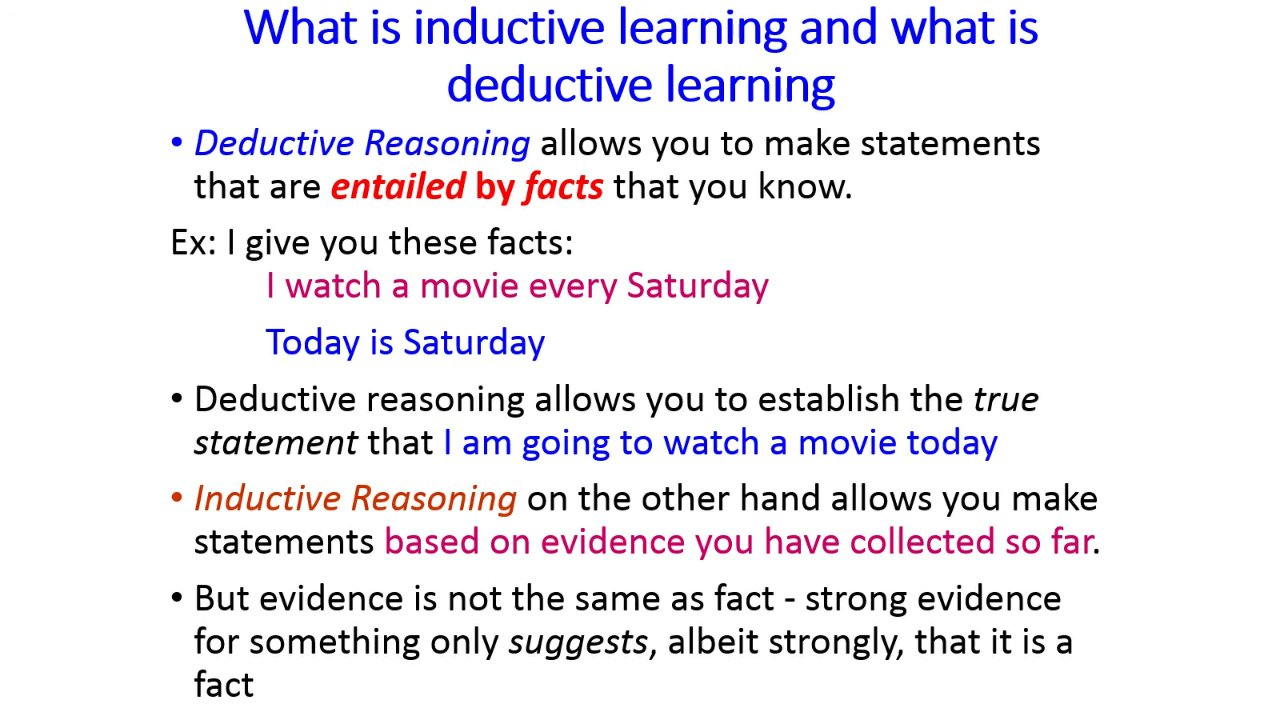 What is inductive learning and what is
deductive learning
• Deductive Reasoning allows you to make statements
that are entailed by facts that you know.
Ex: I give you these facts:
I watch a movie every Saturday
Today is Saturday
• Deductive reasoning allows you to establish the true
statement that I am going to watch a movie today
• Inductive Reasoning on the other hand allows you make
statements based on evidence you have collected so far.
• But evidence is not the same as fact - strong evidence
for something only suggests, albeit strongly, that it is a
fact